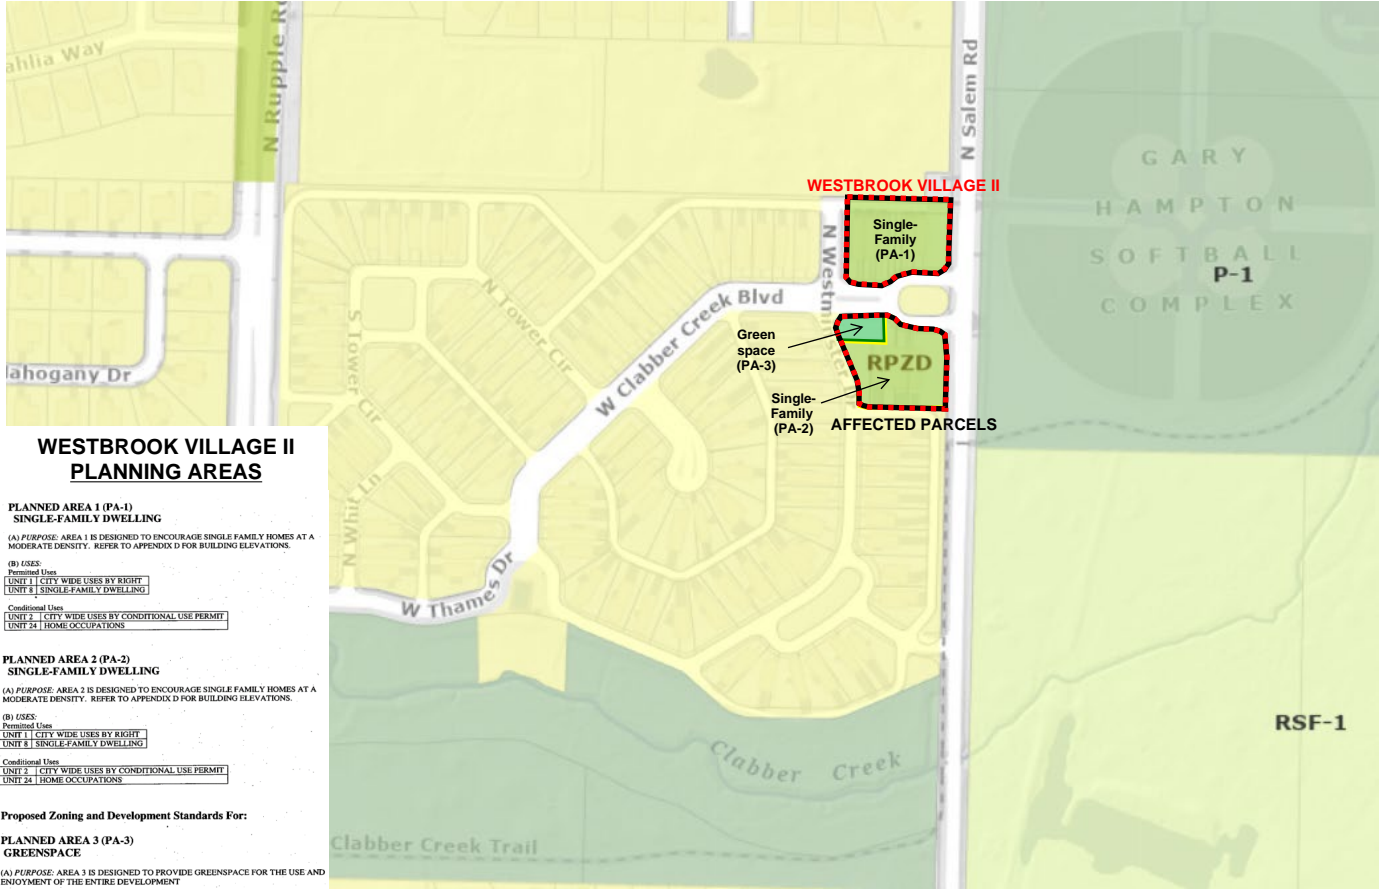 ahlia Way
N Rupple R
N Salem Rd
GARY
HAMPTON
SOFTBALL
COMPLEX
P-1
WESTBROOK VILLAGE II
Single-
Family
(PA-1)
N Westminster
W Clabber Creek Blvd
N Tower Cir
S Tower Cir
Green
space
(PA-3)
RPZD
Single-
Family
(PA-2)
AFFECTED PARCELS
ahogany Dr
N Whit Ln
W Thames Dr
Clabber Creek
RSF-1
Clabber Creek Trail
WESTBROOK VILLAGE II
PLANNING AREAS
PLANNED AREA 1 (PA-1)
SINGLE-FAMILY DWELLING
(A) PURPOSE: AREA 1 IS DESIGNED TO ENCOURAGE SINGLE FAMILY HOMES AT A
MODERATE DENSITY. REFER TO APPENDIX D FOR BUILDING ELEVATIONS.
(B) USES:
Permitted Uses
UNIT 1 CITY WIDE USES BY RIGHT
UNIT 8 SINGLE-FAMILY DWELLING
Conditional Uses
UNIT 2 CITY WIDE USES BY CONDITIONAL USE PERMIT
UNIT 24 HOME OCCUPATIONS
PLANNED AREA 2 (PA-2)
SINGLE-FAMILY DWELLING
(A) PURPOSE: AREA 2 IS DESIGNED TO ENCOURAGE SINGLE FAMILY HOMES AT A
MODERATE DENSITY. REFER TO APPENDIX D FOR BUILDING ELEVATIONS.
(B) USES:
Permitted Uses
UNIT 1 CITY WIDE USES BY RIGHT
UNIT 8 SINGLE-FAMILY DWELLING
Conditional Uses
UNIT 2 CITY WIDE USES BY CONDITIONAL USE PERMIT
UNIT 24 HOME OCCUPATIONS
Proposed Zoning and Development Standards For:
PLANNED AREA 3 (PA-3)
GREENSPACE
(A) PURPOSE: AREA 3 IS DESIGNED TO PROVIDE GREENSPACE FOR THE USE AND
ENJOYMENT OF THE ENTIRE DEVELOPMENT